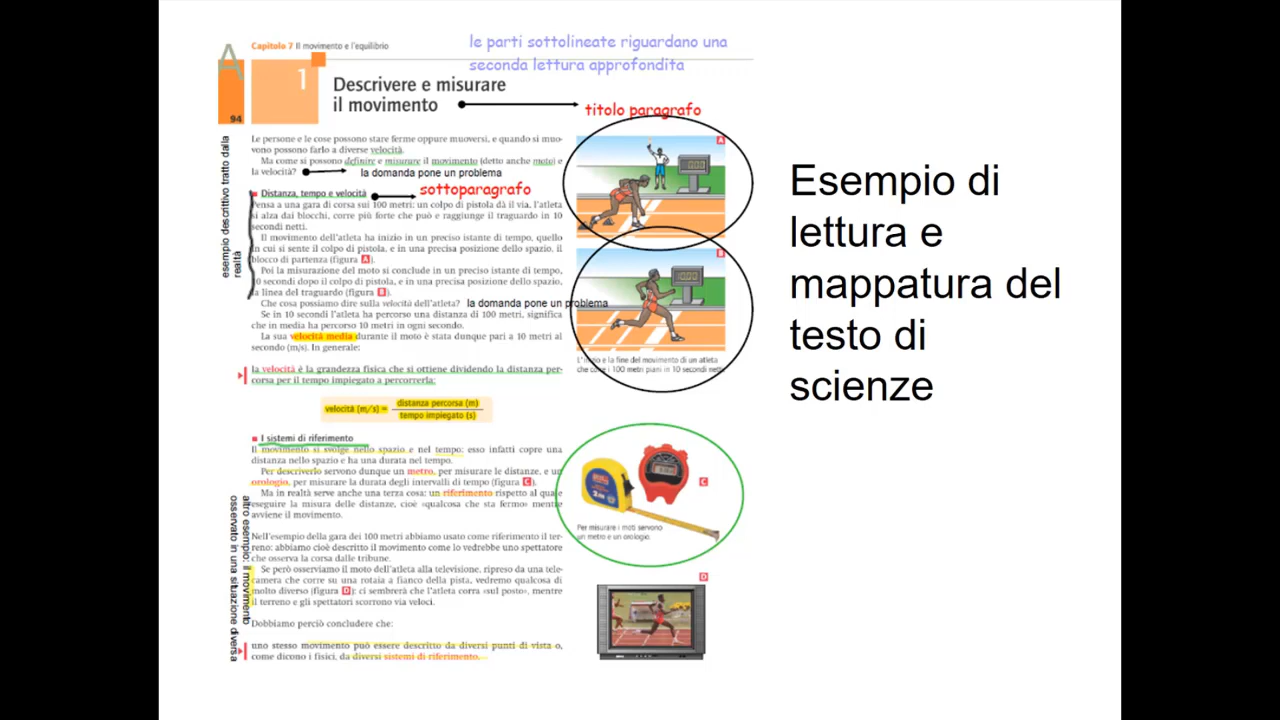 A
Capitolo 7 Il movimento e l'equilibrio
le parti sottolineate riguardano una
seconda lettura approfondita
1
Descrivere e misurare
il movimento
titolo paragrafo
94
esempio descrittivo tratto dalla
realtà
Le persone e le cose possono stare ferme oppure muoversi, e quando si muo-
vono possono farlo a diverse velocità.
Ma come si possono definire e misurare il movimento (detto anche moto) e
la velocità?
la domanda pone un problema
Distanza, tempo e velocità
sottoparagrafo
Pensa a una gara di corsa sui 100 metri: un colpo di pistola dà il via, l'atleta
si alza dai blocchi, corre più forte che può e raggiunge il traguardo in 10
secondi netti.
Il movimento dell'atleta ha inizio in un preciso istante di tempo, quello
in cui si sente il colpo di pistola, e in una precisa posizione dello spazio, il
blocco di partenza (figura A).
Poi la misurazione del moto si conclude in un preciso istante di tempo,
10 secondi dopo il colpo di pistola, e in una precisa posizione dello spazio,
la linea del traguardo (figura B).
Che cosa possiamo dire sulla velocità dell'atleta?
la domanda pone un problema
Se in 10 secondi l'atleta ha percorso una distanza di 100 metri, significa
che in media ha percorso 10 metri in ogni secondo.
La sua velocità media durante il moto è stata dunque pari a 10 metri al
secondo (m/s). In generale:
la velocità è la grandezza fisica che si ottiene dividendo la distanza per-
corsa per il tempo impiegato a percorrerla:
velocità (m/s) = distanza percorsa (m)
tempo impiegato (s)
A
B
L'inizio e la fine del movimento di un atleta
che corre i 100 metri piani in 10 secondi netti
I sistemi di riferimento
Il movimento si svolge nello spazio e nel tempo: esso infatti copre una
distanza nello spazio e ha una durata nel tempo.
Per descriverlo servono dunque un metro, per misurare le distanze, e un
orologio, per misurare la durata degli intervalli di tempo (figura C).
Ma in realtà serve anche una terza cosa: un riferimento rispetto al quale
eseguire la misura delle distanze, cioè «qualcosa che sta fermo» mentre
avviene il movimento.
Nell'esempio della gara dei 100 metri abbiamo usato come riferimento il ter-
reno: abbiamo cioè descritto il movimento come lo vedrebbe uno spettatore
che osserva la corsa dalle tribune.
Se però osserviamo il moto dell'atleta alla televisione, ripreso da una tele-
camera che corre su una rotaia a fianco della pista, vedremo qualcosa di
molto diverso (figura D): ci sembrerà che l'atleta corra «sul posto», mentre
il terreno e gli spettatori scorrono via veloci.
Dobbiamo perciò concludere che:
uno stesso movimento può essere descritto da diversi punti di vista o,
come dicono i fisici, da diversi sistemi di riferimento.
altro esempio: il movimento
osservato in una situazione diversa
C
Per misurare i moti servono
un metro e un orologio.
D
Esempio di
lettura e
mappatura del
testo di
scienze